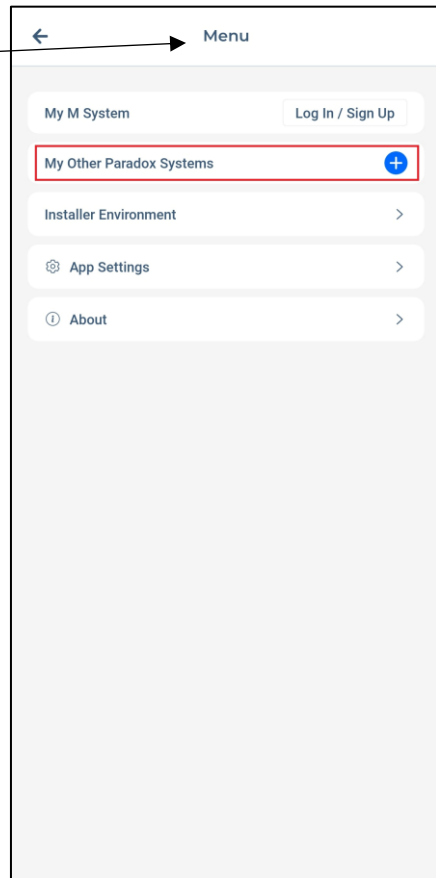 Menu
My M System Log In / Sign Up
My Other Paradox Systems
Installer Environment
App Settings
About